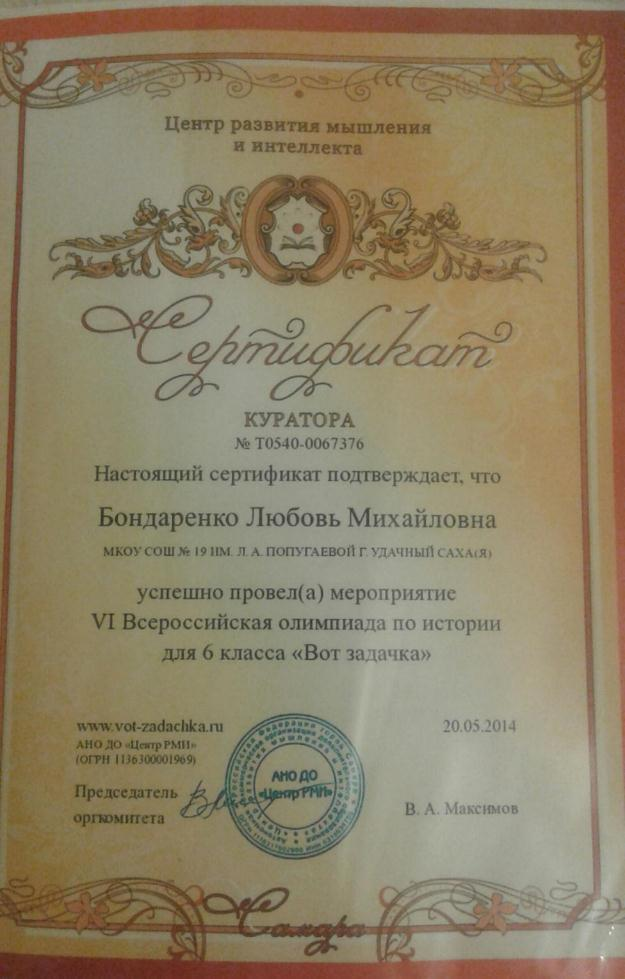 Центр развития мышления
и интеллекта
Сертификат
КУРАТОРА
№ Т0540-0067376
Настоящий сертификат подтверждает, что
Бондаренко Любовь Михайловна
МКОУ СОШ № 19 ИМ. Л. А. ПОПУГАЕВОЙ Г. УДАЧНЫЙ САХА(Я)
успешно провел(а) мероприятие
VI Всероссийская олимпиада по истории
для 6 класса «Вот задачка»
www.vot-zadachka.ru
20.05.2014
АНО ДО «Центр РМИ»
(ОГРН 1136300001969)
АНО ДО
«Центр РМИ»
Председатель
оргкомитета
В. А. Максимов
Самара